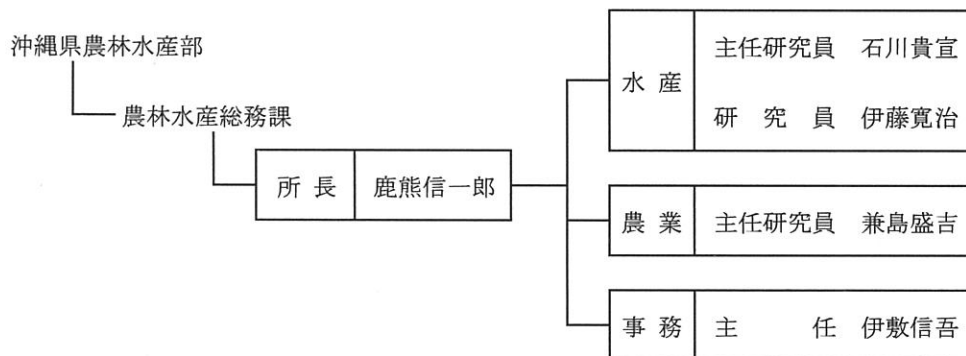 沖縄県農林水産部
農林水産総務課
所長 鹿熊信一郎
水産 主任研究員 石川貴宣
研究員 伊藤寛治
農業 主任研究員 兼島盛吉
事務 主任 伊敷信吾